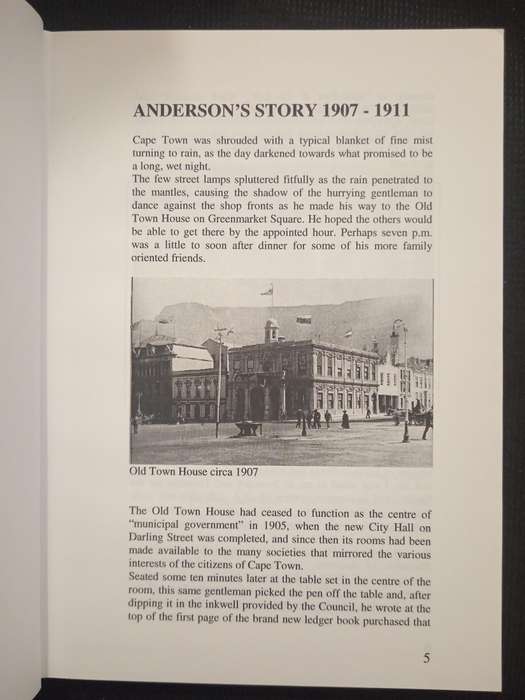 ANDERSON'S STORY 1907 - 1911
Cape Town was shrouded with a typical blanket of fine mist
turning to rain, as the day darkened towards what promised to be
a long, wet night.
The few street lamps spluttered fitfully as the rain penetrated to
the mantles, causing the shadow of the hurrying gentleman to
dance against the shop fronts as he made his way to the Old
Town House on Greenmarket Square. He hoped the others would
be able to get there by the appointed hour. Perhaps seven p.m.
was a little to soon after dinner for some of his more family
oriented friends.
Old Town House circa 1907
The Old Town House had ceased to function as the centre of
“municipal government” in 1905, when the new City Hall on
Darling Street was completed, and since then its rooms had been
made available to the many societies that mirrored the various
interests of the citizens of Cape Town.
Seated some ten minutes later at the table set in the centre of the
room, this same gentleman picked the pen off the table and, after
dipping it in the inkwell provided by the Council, he wrote at the
top of the first page of the brand new ledger book purchased that
5